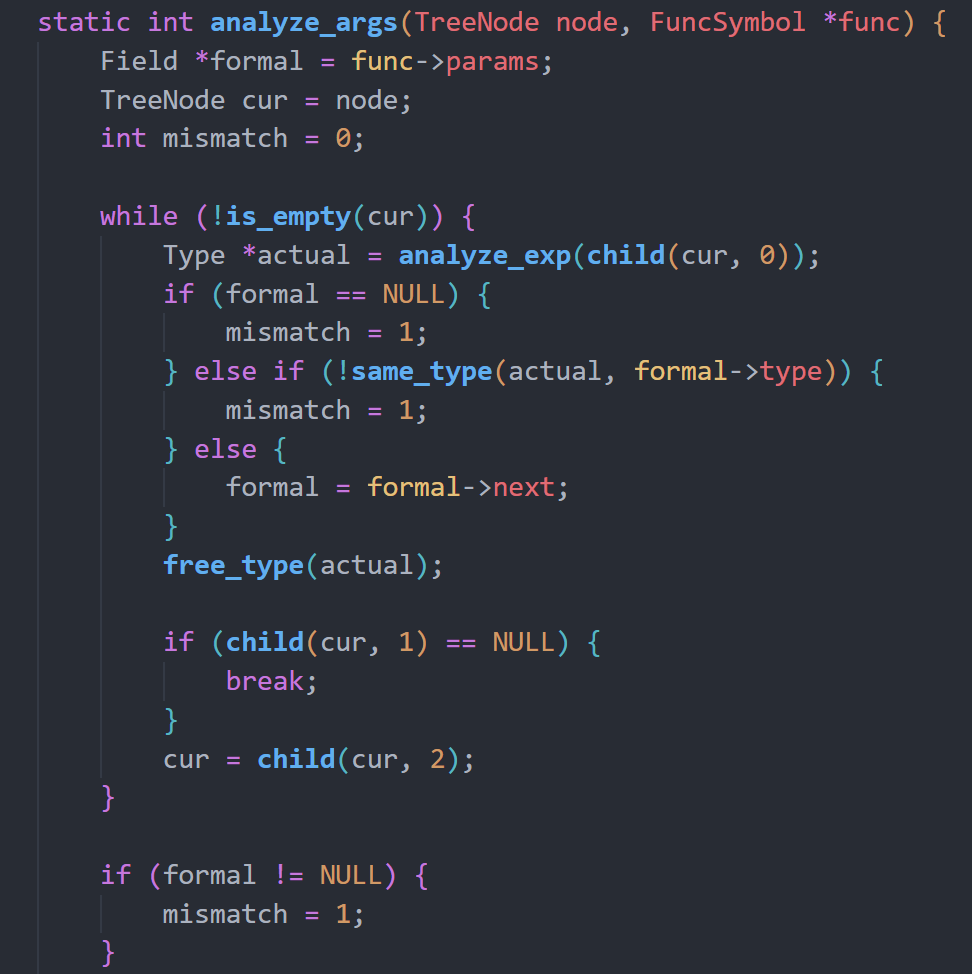 static int analyze_args(TreeNode node, FuncSymbol *func) {
    Field *formal = func->params;
    TreeNode cur = node;
    int mismatch = 0;

    while (!is_empty(cur)) {
        Type *actual = analyze_exp(child(cur, 0));
        if (formal == NULL) {
            mismatch = 1;
        } else if (!same_type(actual, formal->type)) {
            mismatch = 1;
        } else {
            formal = formal->next;
        }
        free_type(actual);

        if (child(cur, 1) == NULL) {
            break;
        }
        cur = child(cur, 2);
    }

    if (formal != NULL) {
        mismatch = 1;
    }